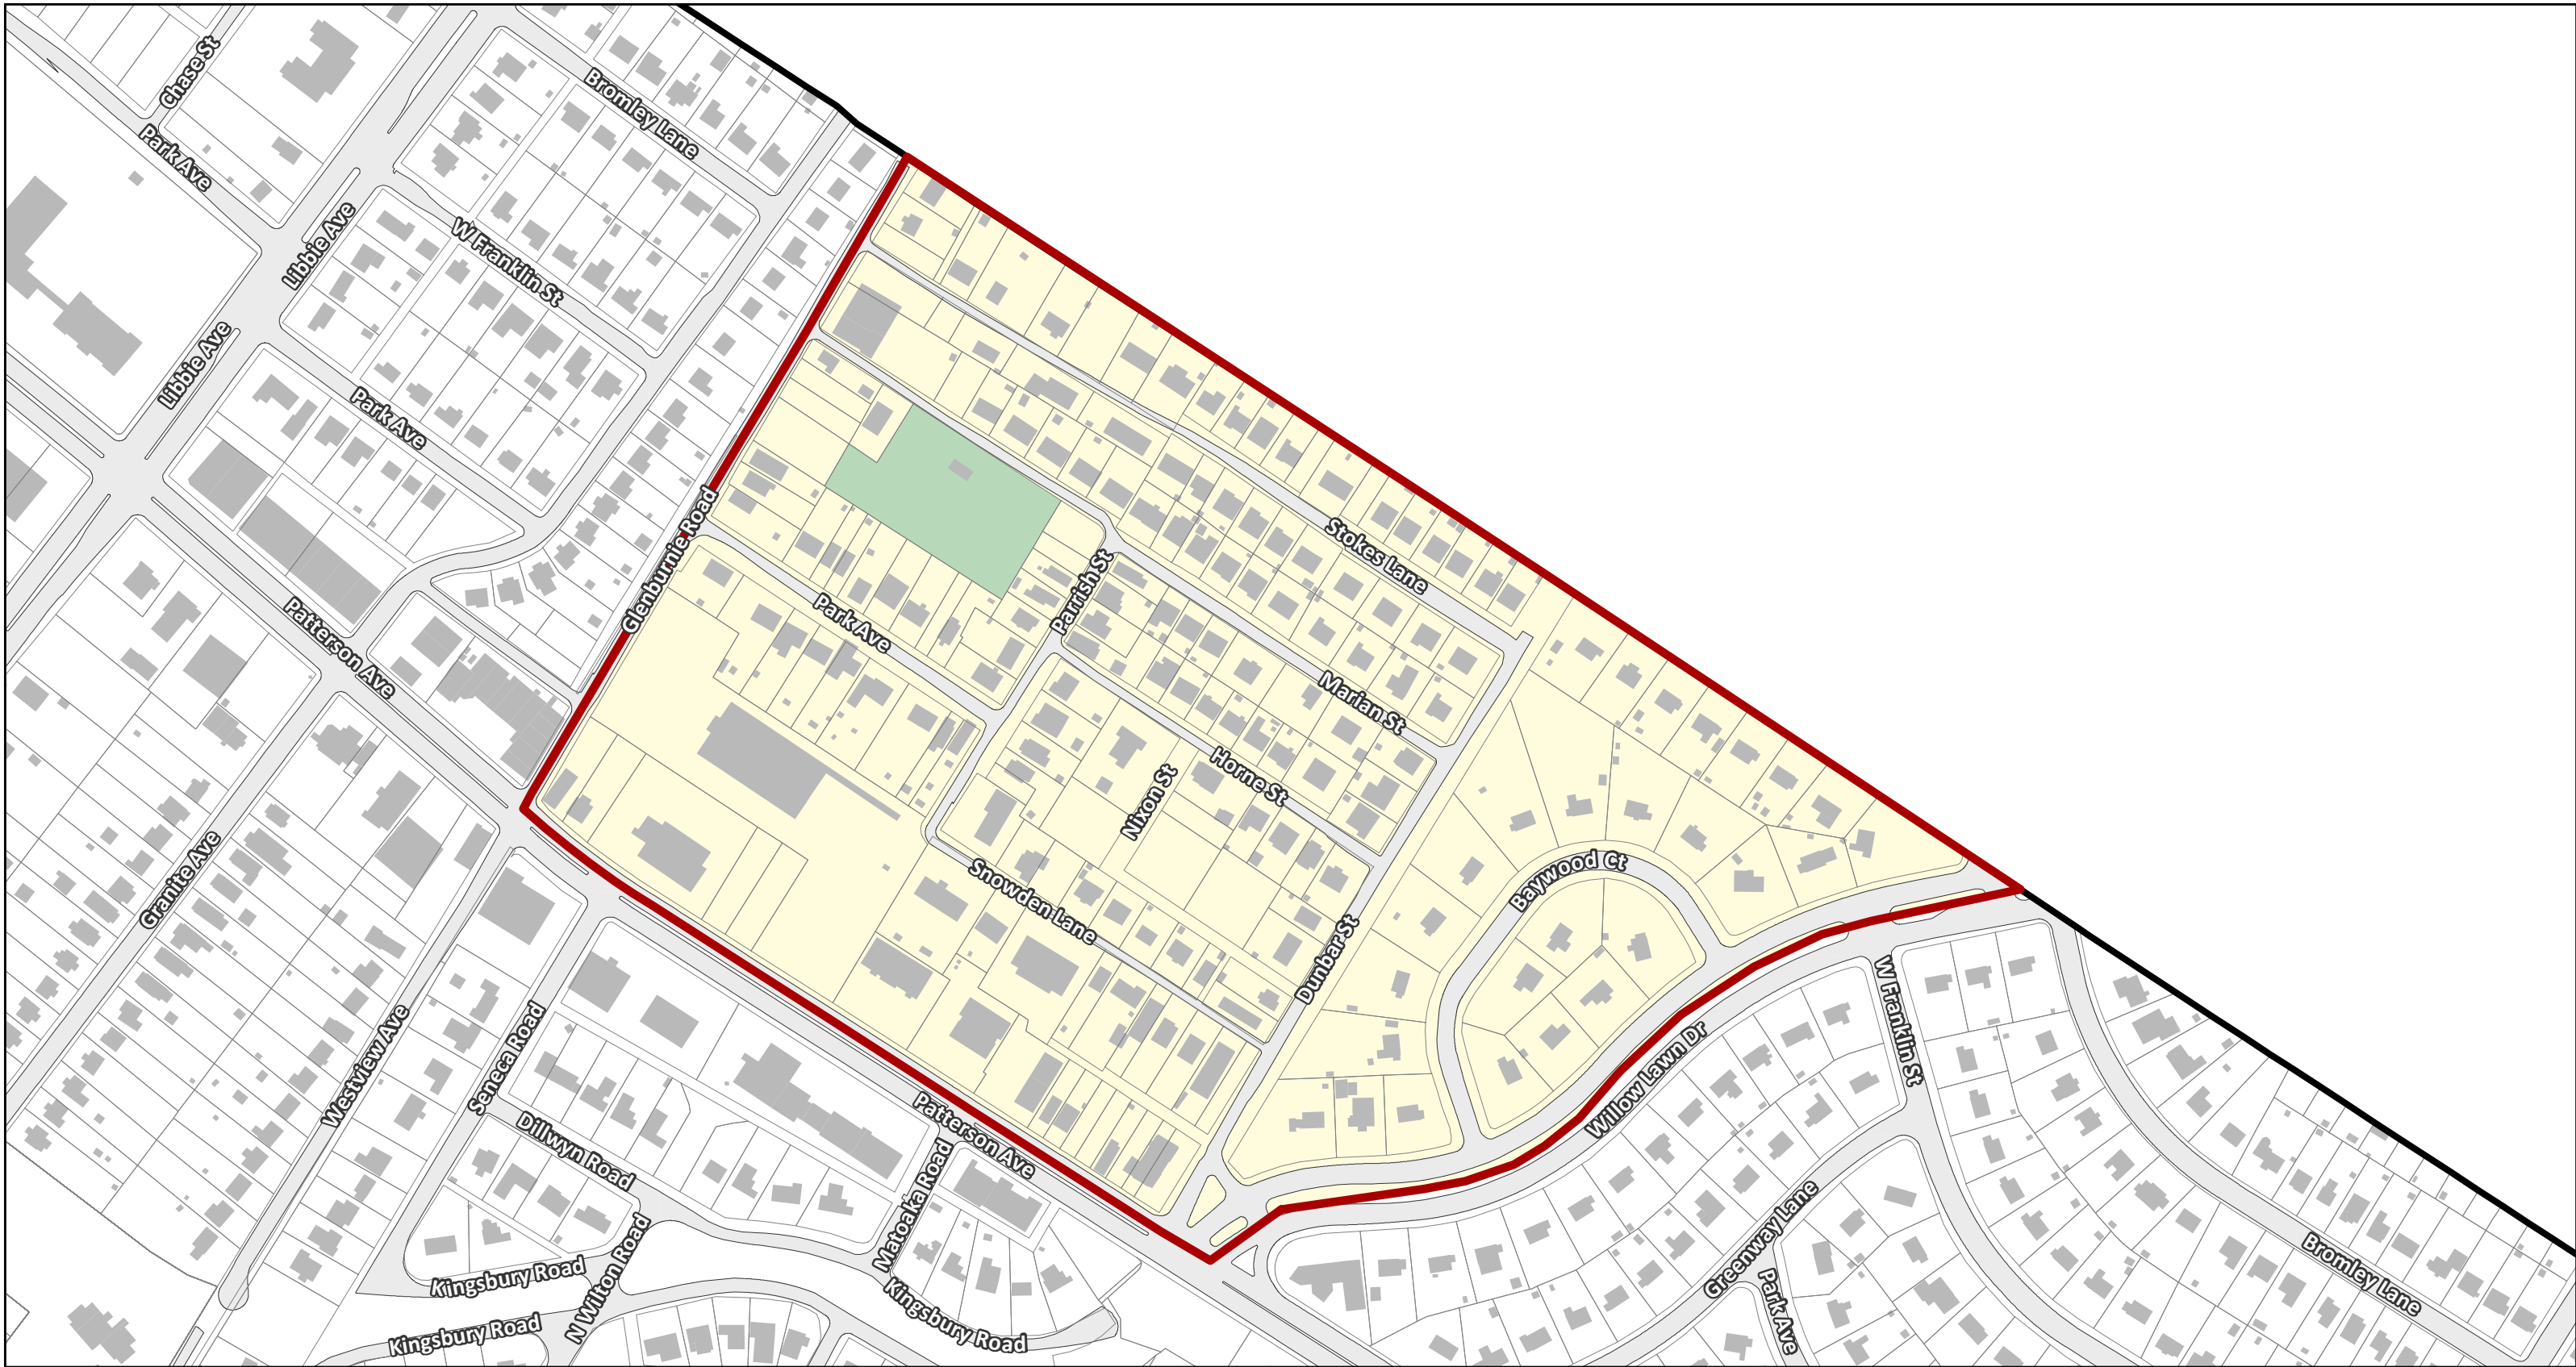 Chase St
Park Ave
Bromley Lane
Libbie Ave
W Franklin St
Libbie Ave
Park Ave
Glenburnie Road
Stokes Lane
Parrish St
Park Ave
Patterson Ave
Marian St
Horne St
Nixon St
Granite Ave
Baywood Ct
Snowden Lane
Dunbar St
W Franklin St
Westview Ave
Seneca Road
Willow Lawn Dr
Patterson Ave
Dillwyn Road
Matoaka Road
Greenway Lane
Kingsbury Road
N Wilton Road
Bromley Lane
Park Ave
Kingsbury Road
Kingsbury Road